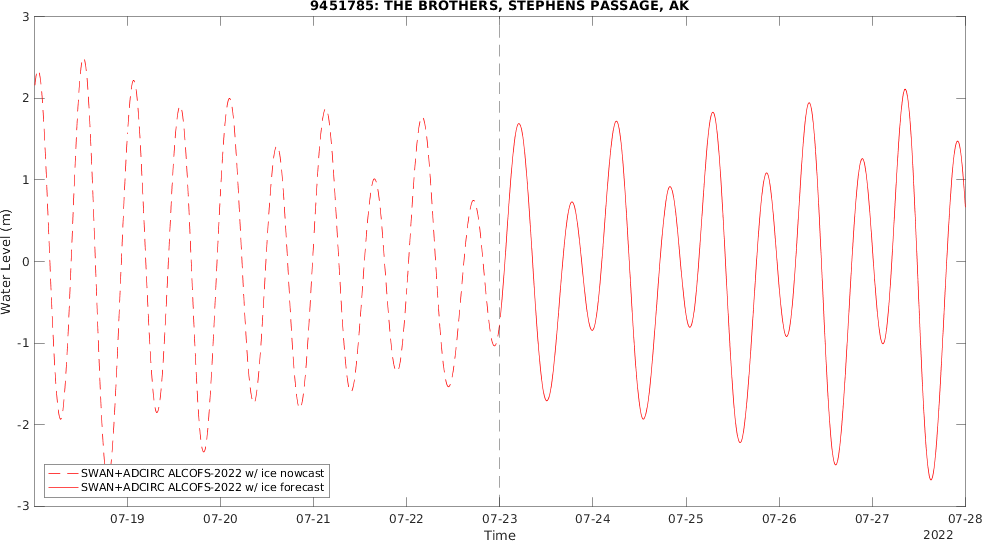 9451785: THE BROTHERS, STEPHENS PASSAGE, AK
3
2
1
0
-1
-2
-3
Water Level (m)
SWAN+ADCIRC ALCOFS-2022 w/ ice nowcast
SWAN+ADCIRC ALCOFS-2022 w/ ice forecast
07-19 07-20 07-21 07-22 07-23 07-24 07-25 07-26 07-27 07-28
Time
2022